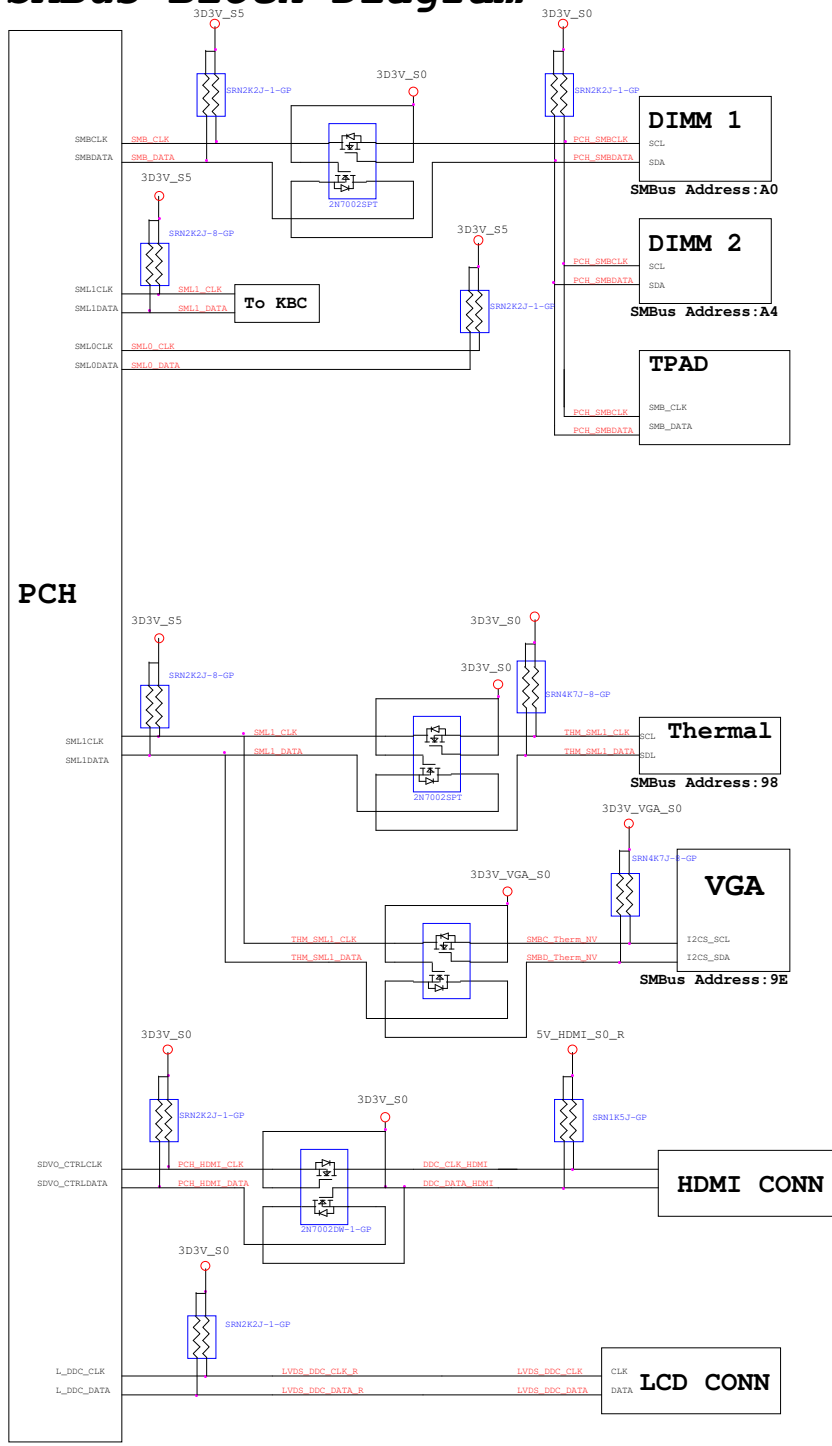 SMBus Block Diagram
3D3V_S5
3D3V_S0
SRN2K2J-1-GP
3D3V_S0
SRN2K2J-1-GP
DIMM 1
SMBCLK
SMB_CLK
PCH_SMBCLK
SCL
SMBDATA
SMB_DATA
PCH_SMBDATA
SDA
3D3V_S5
2N7002SPT
SMBus Address:A0
SRN2K2J-8-GP
3D3V_S5
DIMM 2
PCH_SMBCLK
SCL
PCH_SMBDATA
SDA
SML1CLK
SML1_CLK
SML1DATA
SML1_DATA
To KBC
SRN2K2J-1-GP
SMBus Address:A4
SML0CLK
SML0_CLK
SML0DATA
SML0_DATA
TPAD
PCH_SMBCLK
SMB_CLK
PCH_SMBDATA
SMB_DATA
PCH
3D3V_S5
3D3V_S0
SRN2K2J-8-GP
3D3V_S0
SRN4K7J-8-GP
SML1CLK
SML1_CLK
THM_SML1_CLK
SCL
Thermal
SML1DATA
SML1_DATA
THM_SML1_DATA
SDL
2N7002SPT
SMBus Address:98
3D3V_VGA_S0
SRN4K7J-8-GP
3D3V_VGA_S0
VGA
THM_SML1_CLK
SMBC_Therm_NV
I2CS_SCL
THM_SML1_DATA
SMBD_Therm_NV
I2CS_SDA
SMBus Address:9E
3D3V_S0
5V_HDMI_S0_R
SRN2K2J-1-GP
3D3V_S0
SRN1K5J-GP
SDVO_CTRLCLK
PCH_HDMI_CLK
DDC_CLK_HDMI
SDVO_CTRLDATA
PCH_HDMI_DATA
DDC_DATA_HDMI
HDMI CONN
2N7002DW-1-GP
3D3V_S0
SRN2K2J-1-GP
L_DDC_CLK
LVDS_DDC_CLK_R
LVDS_DDC_CLK
CLK
L_DDC_DATA
LVDS_DDC_DATA_R
LVDS_DDC_DATA
DATA
LCD CONN